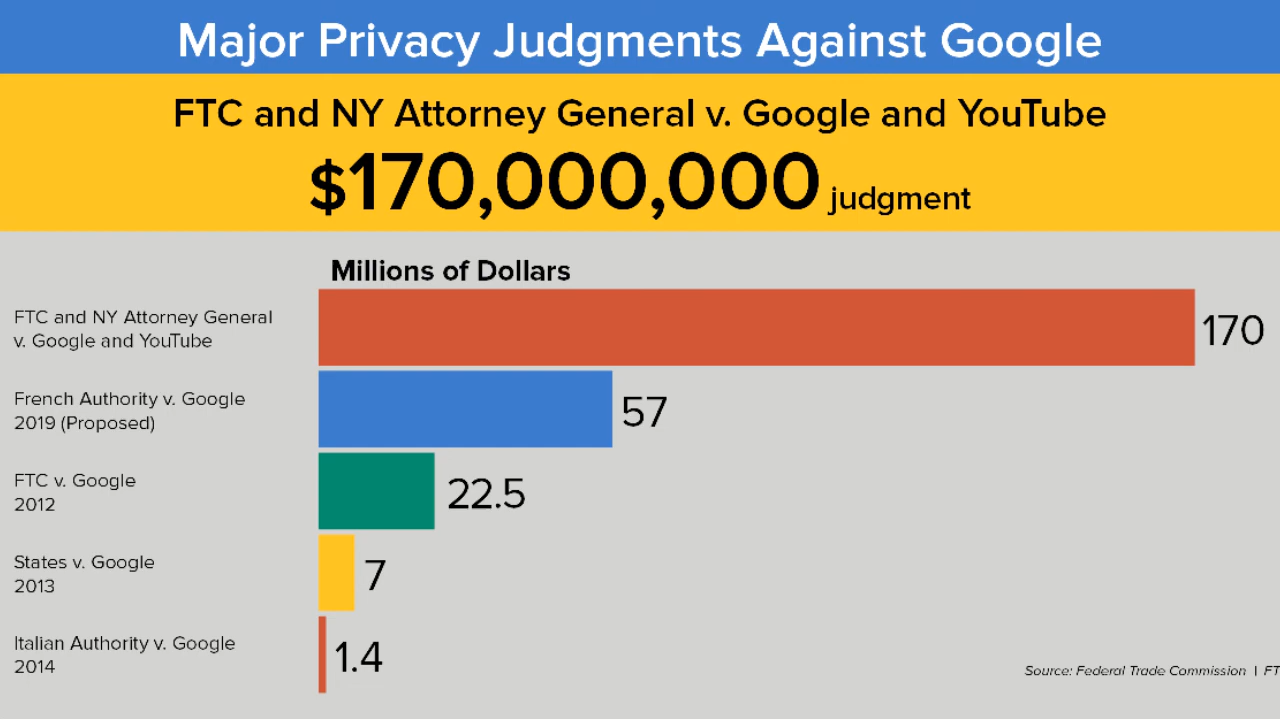 Major Privacy Judgments Against Google
FTC and NY Attorney General v. Google and YouTube
$170,000,000 judgment
Millions of Dollars
FTC and NY Attorney General
v. Google and YouTube
170
French Authority v. Google
2019 (Proposed)
57
FTC v. Google
2012
22.5
States v. Google
2013
7
Italian Authority v. Google
2014
1.4
Source: Federal Trade Commission | FT